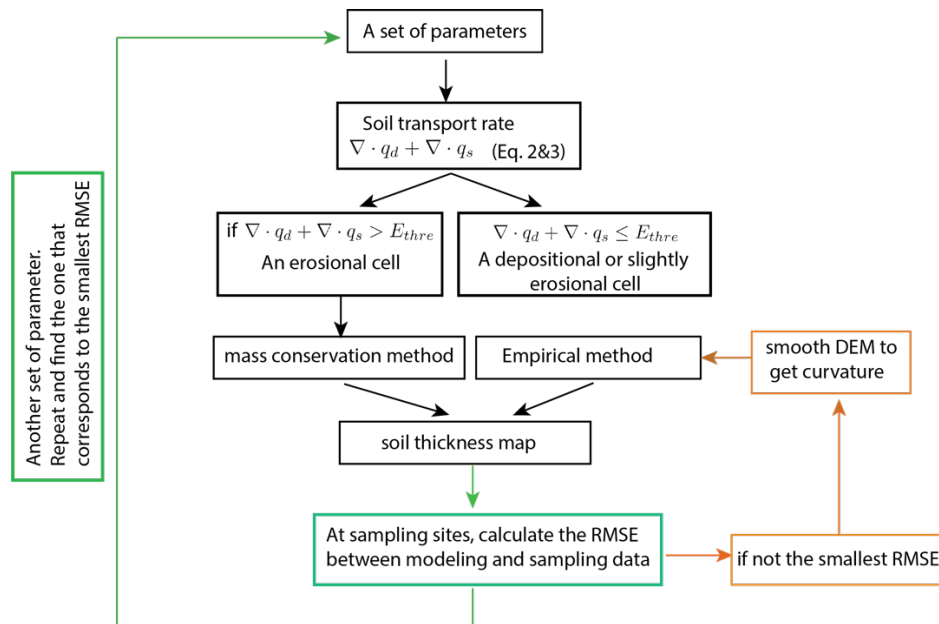 A set of parameters
Soil transport rate
∇ · q_d + ∇ · q_s (Eq. 2&3)
if ∇ · q_d + ∇ · q_s > E_thre
An erosional cell
∇ · q_d + ∇ · q_s ≤ E_thre
A depositional or slightly
erosional cell
Another set of parameter.
Repeat and find the one that
corresponds to the smallest RMSE
mass conservation method
Empirical method
smooth DEM to
get curvature
soil thickness map
At sampling sites, calculate the RMSE
between modeling and sampling data
if not the smallest RMSE